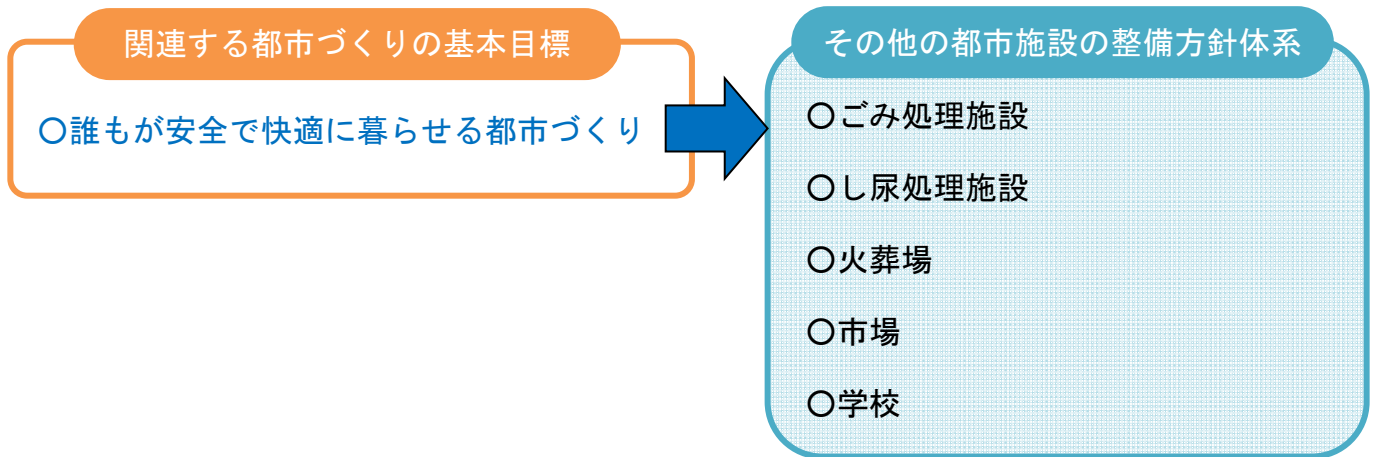 関連する都市づくりの基本目標
〇誰もが安全で快適に暮らせる都市づくり
その他の都市施設の整備方針体系
〇ごみ処理施設
〇し尿処理施設
〇火葬場
〇市場
〇学校